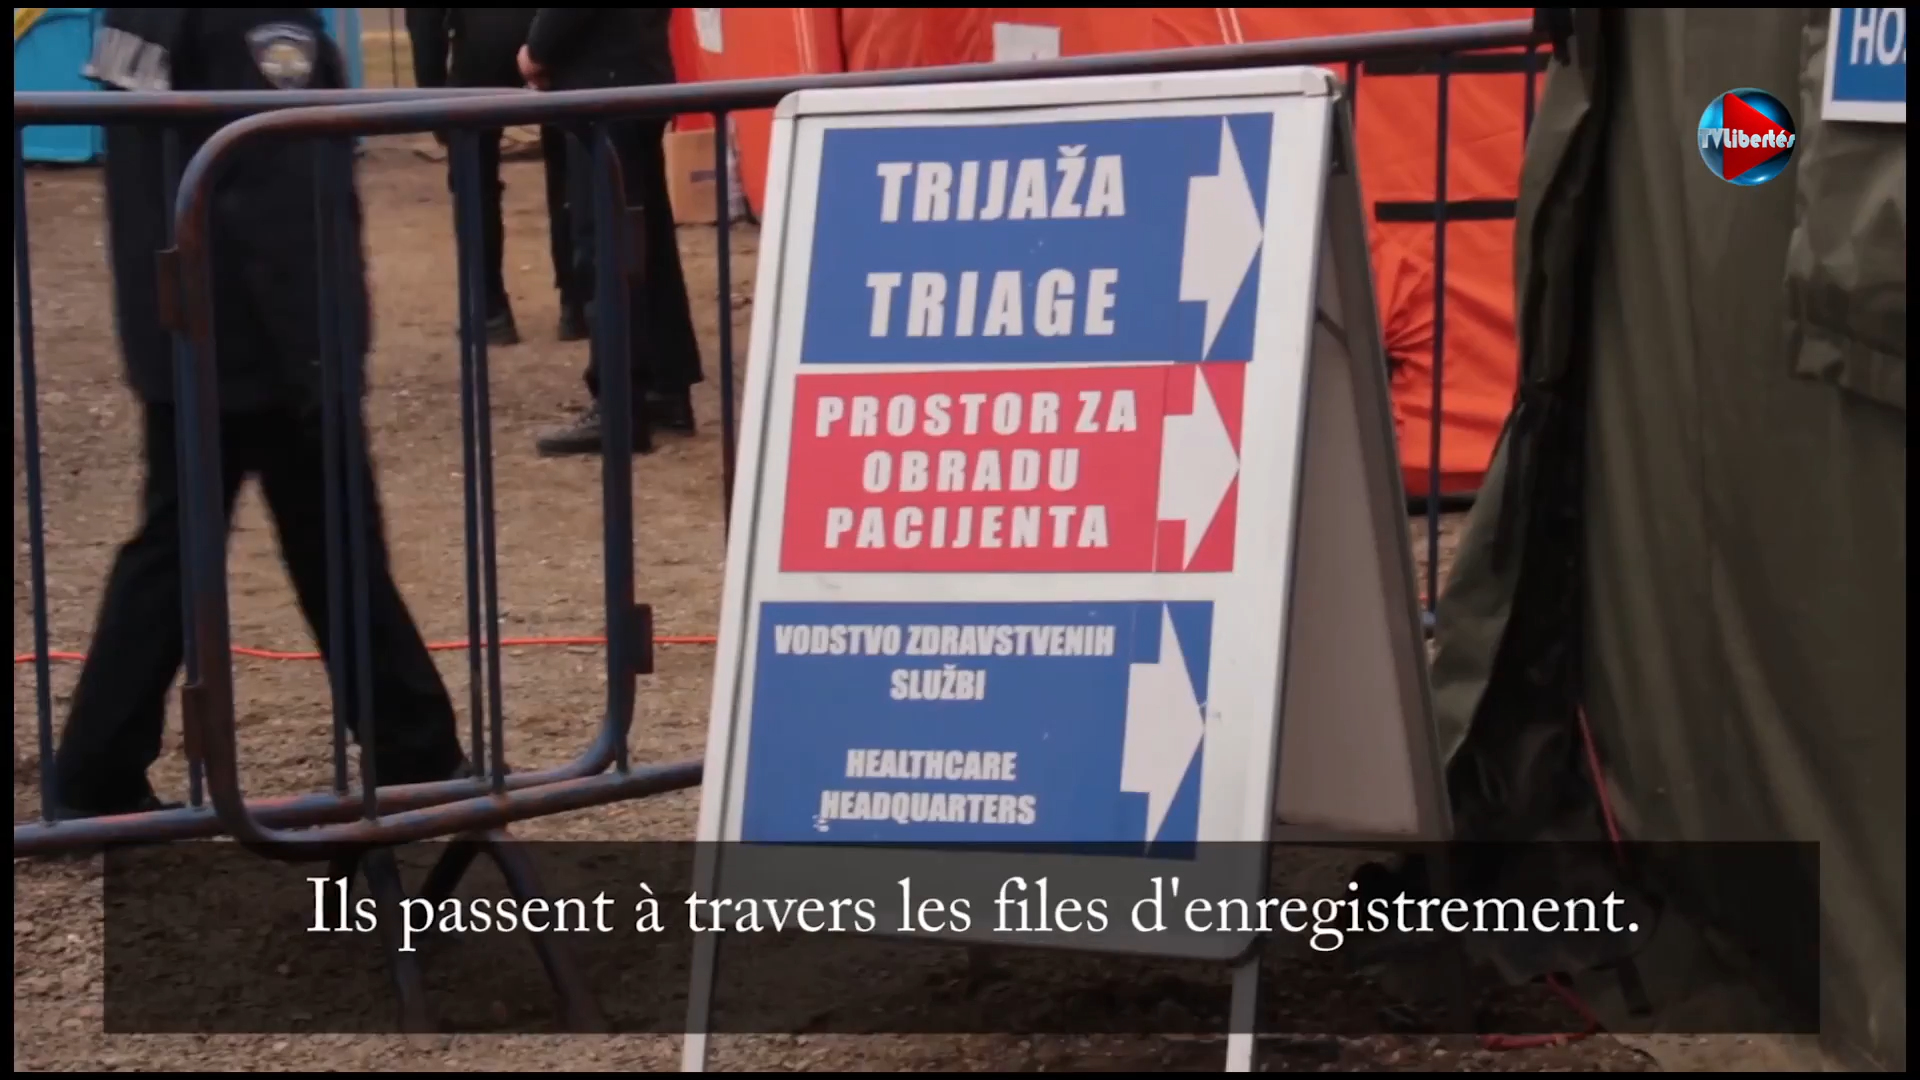 TVLibertés
TRIJAŽA
TRIAGE
PROSTOR ZA
OBRADU
PACIJENTA
VODSTVO ZDRAVSTVENIH
SLUŽBI
HEALTHCARE
HEADQUARTERS
Ils passent à travers les files d'enregistrement.